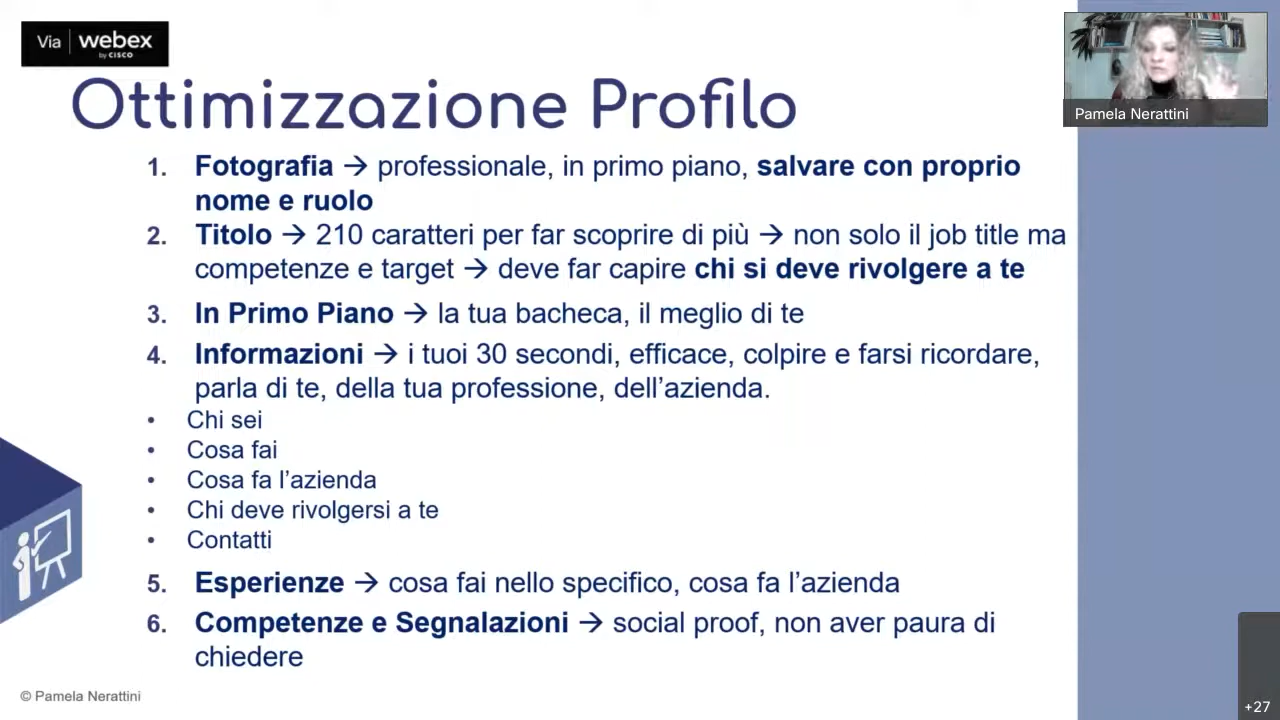 Via webex
by CISCO
Pamela Nerattini
Ottimizzazione Profilo
1. Fotografia → professionale, in primo piano, salvare con proprio
nome e ruolo
2. Titolo → 210 caratteri per far scoprire di più → non solo il job title ma
competenze e target → deve far capire chi si deve rivolgere a te
3. In Primo Piano → la tua bacheca, il meglio di te
4. Informazioni → i tuoi 30 secondi, efficace, colpire e farsi ricordare,
parla di te, della tua professione, dell’azienda.
• Chi sei
• Cosa fai
• Cosa fa l’azienda
• Chi deve rivolgersi a te
• Contatti
5. Esperienze → cosa fai nello specifico, cosa fa l’azienda
6. Competenze e Segnalazioni → social proof, non aver paura di
chiedere
© Pamela Nerattini
+27